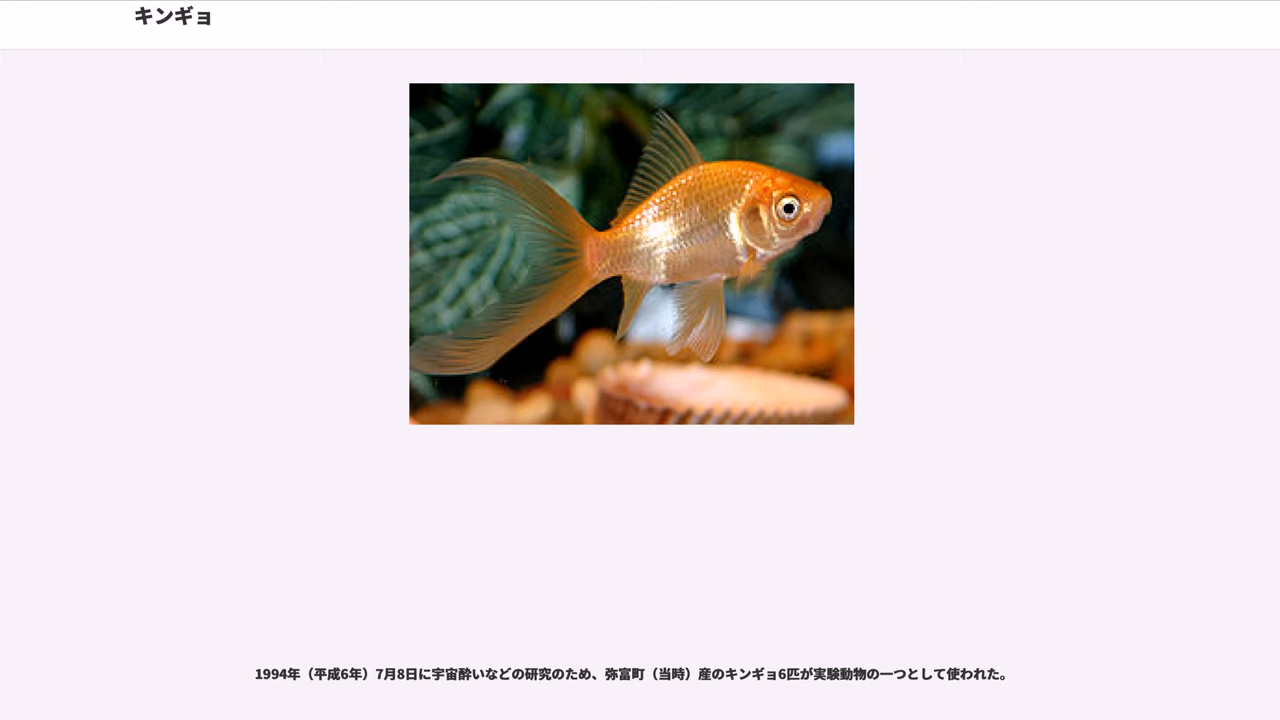 キンギョ
1994年（平成6年）7月8日に宇宙酔いなどの研究のため、弥富町（当時）産のキンギョ6匹が実験動物の一つとして使われた。